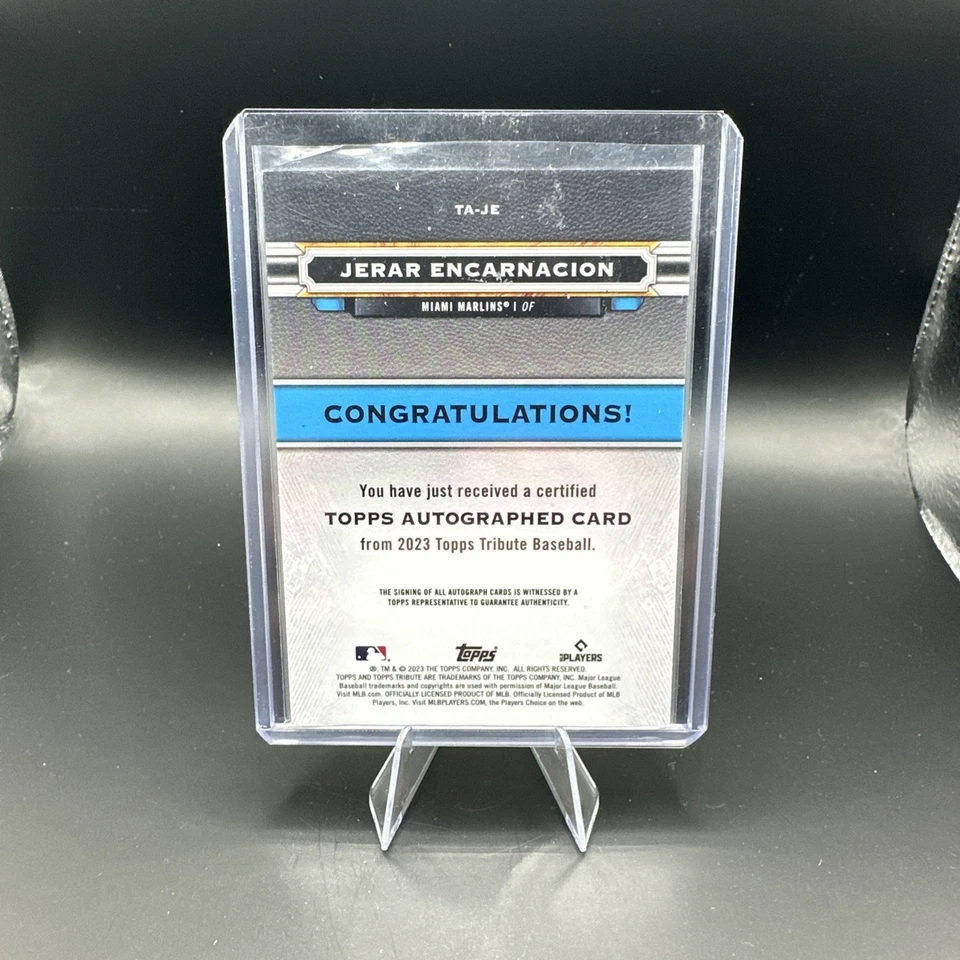 TA-JE
JERAR ENCARNACION
MIAMI MARLINS® | OF
CONGRATULATIONS!
You have just received a certified
TOPPS AUTOGRAPHED CARD
from 2023 Topps Tribute Baseball.
THE SIGNING OF ALL AUTOGRAPH CARDS IS WITNESSED BY A
TOPPS REPRESENTATIVE TO GUARANTEE AUTHENTICITY.
topps
MLBPLAYERS
®, TM & © 2023 THE TOPPS COMPANY, INC. ALL RIGHTS RESERVED.
TOPPS AND TOPPS TRIBUTE ARE TRADEMARKS OF THE TOPPS COMPANY, INC. Major League
Baseball trademarks and copyrights are used with permission of Major League Baseball.
Visit MLB.com. OFFICIALLY LICENSED PRODUCT OF MLB. Officially Licensed Product of MLB
Players, Inc. Visit MLBPLAYERS.COM, the Players Choice on the web.